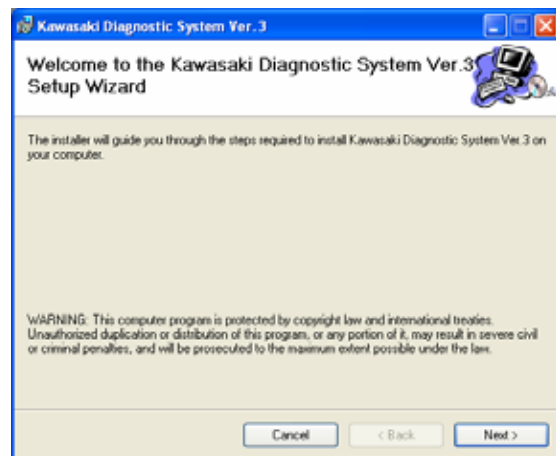 Kawasaki Diagnostic System Ver.3
Welcome to the Kawasaki Diagnostic System Ver.3
Setup Wizard
The installer will guide you through the steps required to install Kawasaki Diagnostic System Ver.3 on
your computer.
WARNING: This computer program is protected by copyright law and international treaties.
Unauthorized duplication or distribution of this program, or any portion of it, may result in severe civil
or criminal penalties, and will be prosecuted to the maximum extent possible under the law.
Cancel
< Back
Next >